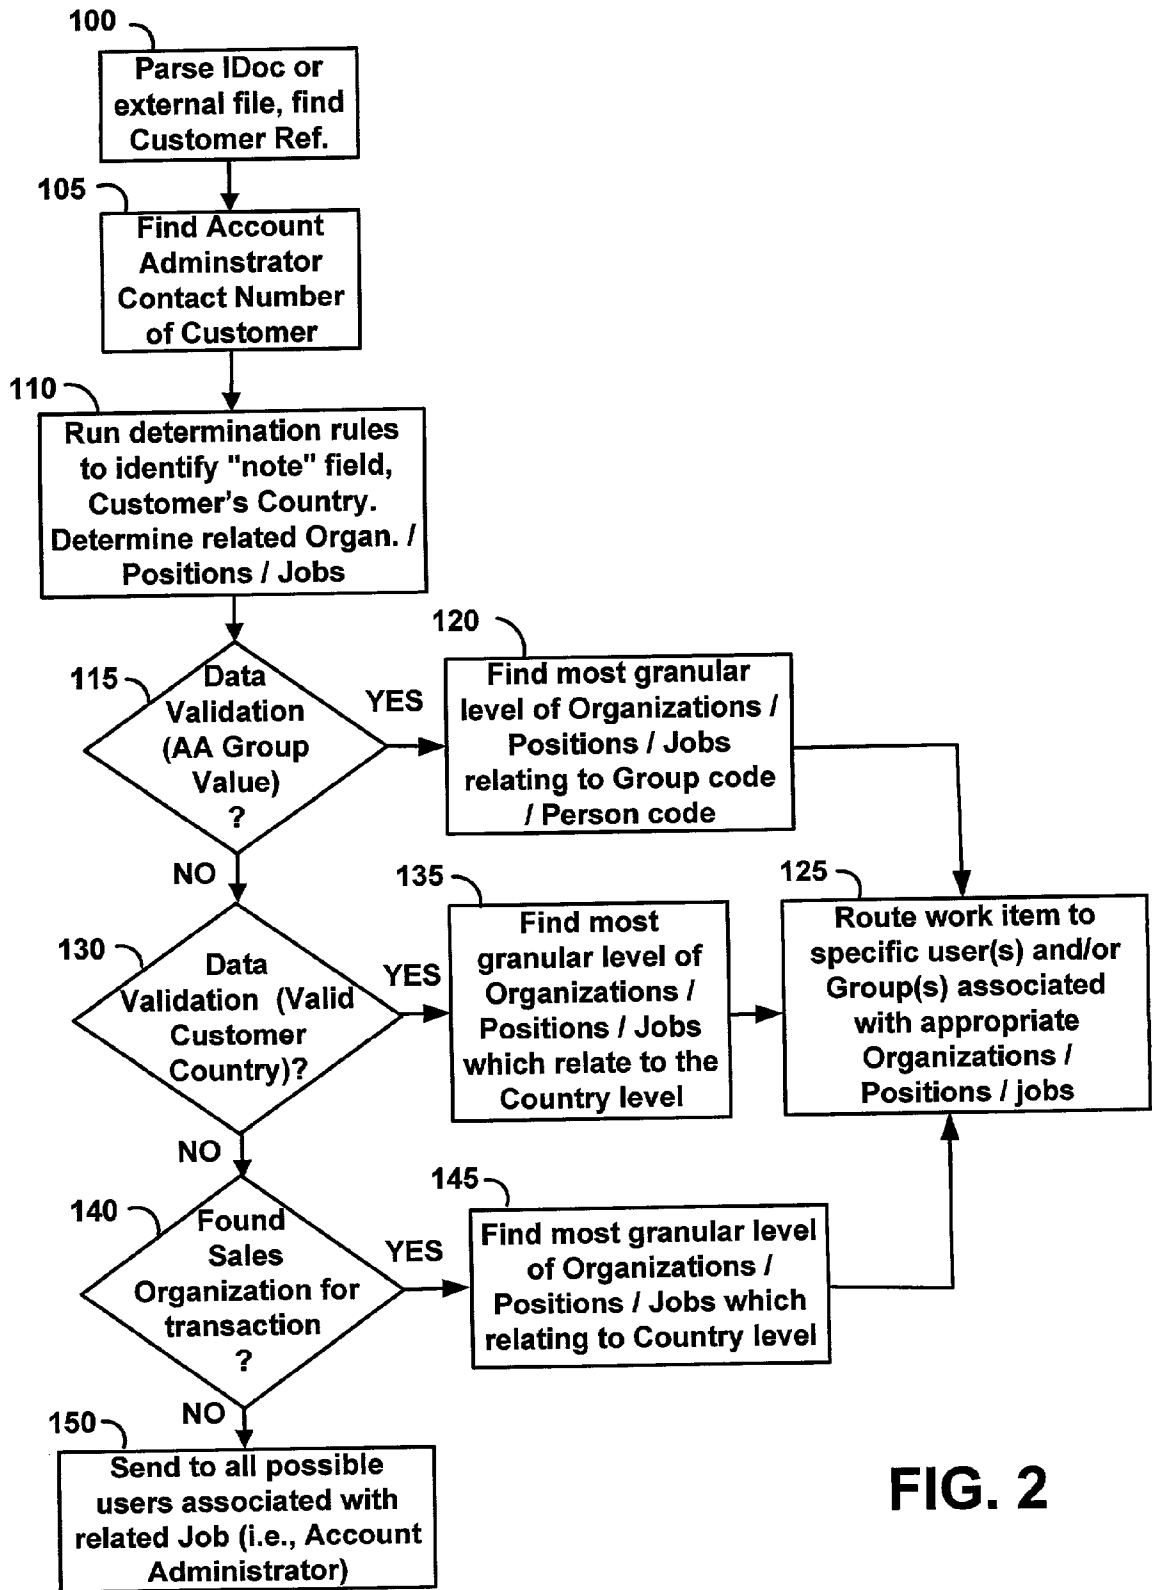 100
Parse IDoc or
external file, find
Customer Ref.
105
Find Account
Adminstrator
Contact Number
of Customer
110
Run determination rules
to identify "note" field,
Customer's Country.
Determine related Organ. /
Positions / Jobs
115
Data
Validation
(AA Group
Value)
?
YES
NO
120
Find most granular
level of Organizations /
Positions / Jobs
relating to Group code
/ Person code
125
Route work item to
specific user(s) and/or
Group(s) associated
with appropriate
Organizations /
Positions / jobs
130
Data
Validation (Valid
Customer
Country)?
YES
NO
135
Find most
granular level of
Organizations /
Positions / Jobs
which relate to the
Country level
140
Found
Sales
Organization for
transaction
?
YES
NO
145
Find most granular level
of Organizations /
Positions / Jobs which
relating to Country level
150
Send to all possible
users associated with
related Job (i.e., Account
Administrator)
FIG. 2